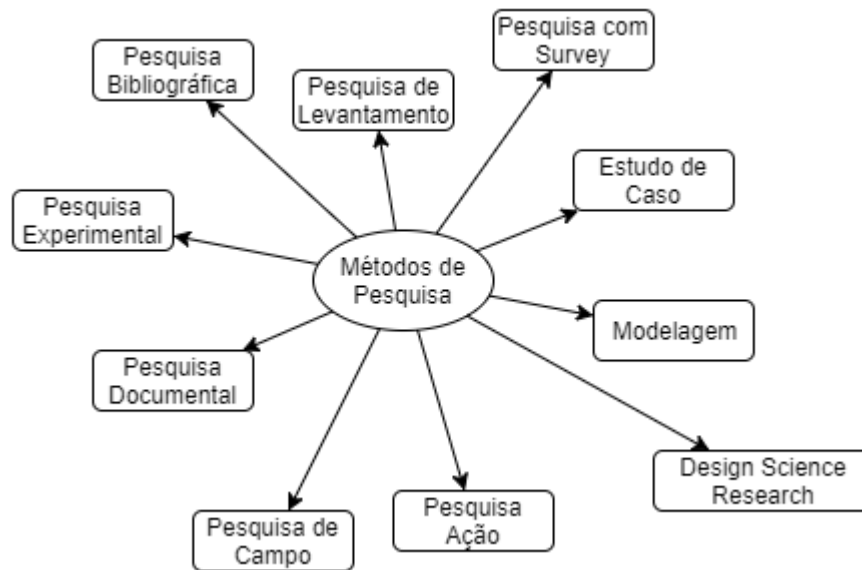 Pesquisa com
Survey
Pesquisa
Bibliográfica
Pesquisa de
Levantamento
Estudo de
Caso
Pesquisa
Experimental
Métodos de
Pesquisa
Modelagem
Pesquisa
Documental
Design Science
Research
Pesquisa
Ação
Pesquisa de
Campo